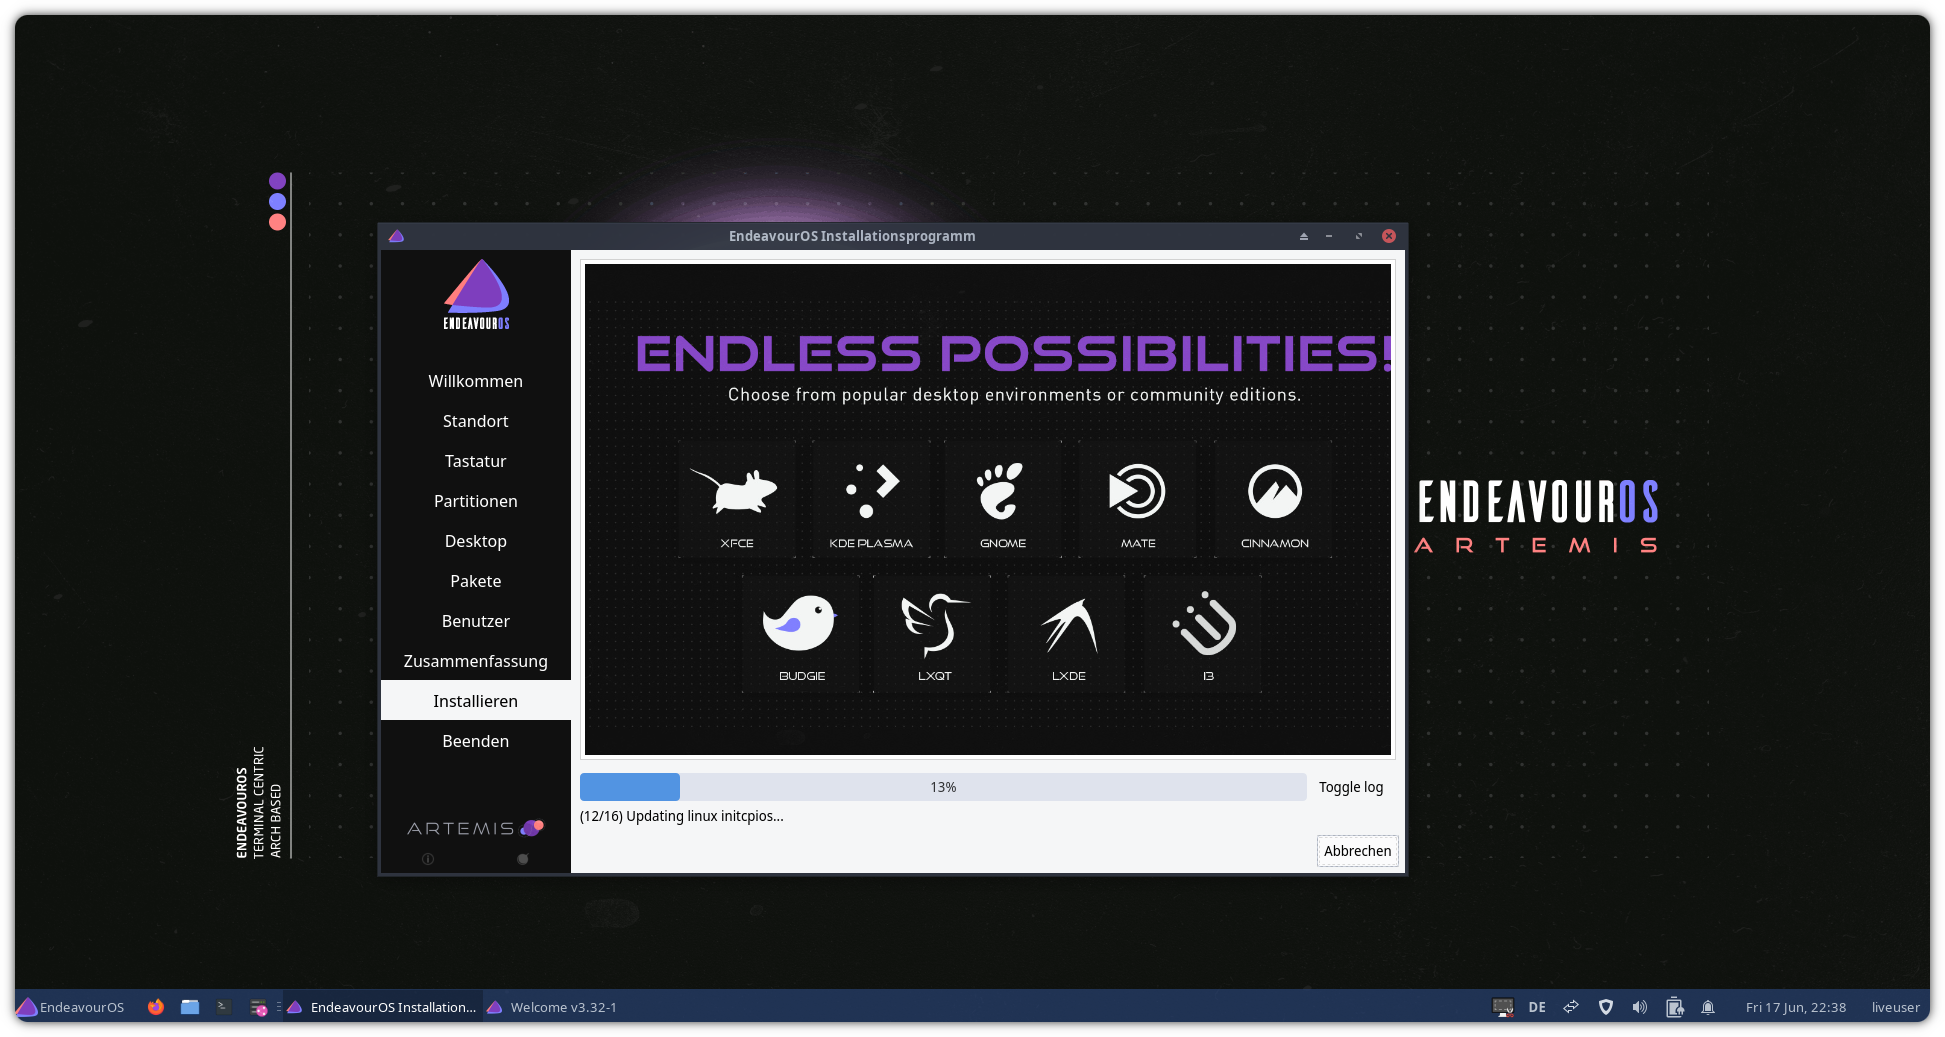 EndeavourOS Installationsprogramm
ENDEAVOUROS
Willkommen
Standort
Tastatur
Partitionen
Desktop
Pakete
Benutzer
Zusammenfassung
Installieren
Beenden
ARTEMIS
ENDLESS POSSIBILITIES!
Choose from popular desktop environments or community editions.
XFCE
KDE PLASMA
GNOME
MATE
CINNAMON
BUDGIE
LXQT
LXDE
I3
13%
Toggle log
(12/16) Updating linux initcpios...
Abbrechen
ENDEAVOUROS
ARTEMIS
ENDEAVOUROS
TERMINAL CENTRIC
ARCH BASED
EndeavourOS
EndeavourOS Installation...
Welcome v3.32-1
DE
Fri 17 Jun, 22:38
liveuser